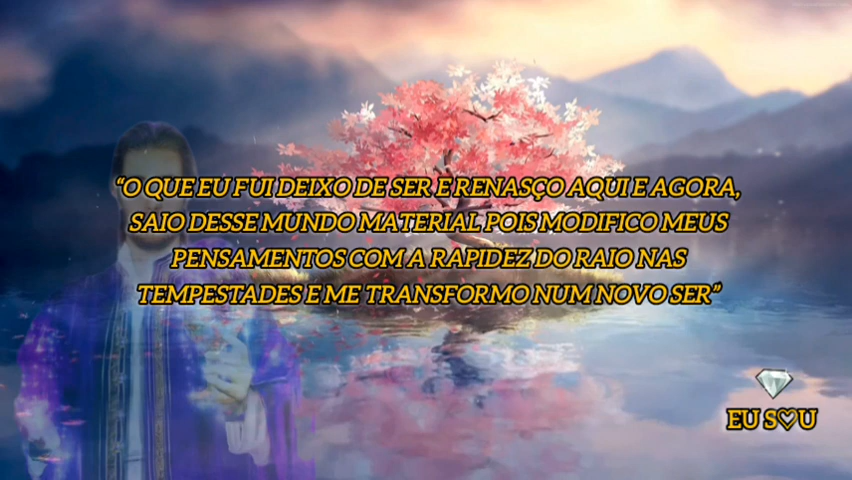 “O QUE EU FUI DEIXO DE SER E RENASÇO AQUI E AGORA,
SAIO DESSE MUNDO MATERIAL POIS MODIFICO MEUS
PENSAMENTOS COM A RAPIDEZ DO RAIO NAS
TEMPESTADES E ME TRANSFORMO NUM NOVO SER”
EU S♡U